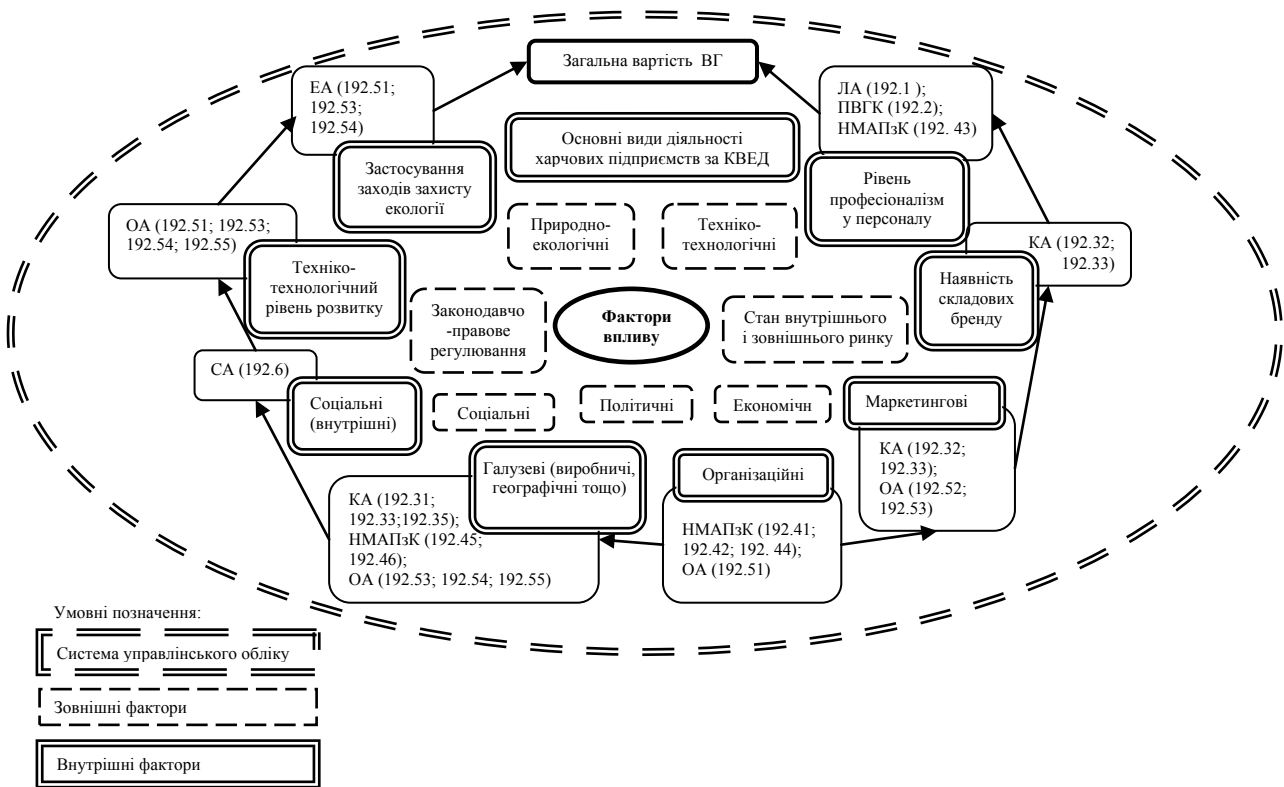 Загальна вартість ВГ
ЕА (192.51;
192.53;
192.54)
ЛА (192.1 );
ПВГК (192.2);
НМАПзК (192. 43)
Основні види діяльності
харчових підприємств за КВЕД
Застосування
заходів захисту
екології
Рівень
професіоналізм
у персоналу
ОА (192.51; 192.53;
192.54; 192.55)
Природно-
екологічні
Техніко-
технологічні
КА (192.32;
192.33)
Техніко-
технологічний
рівень розвитку
Наявність
складових
бренду
Законодавчо
-правове
регулювання
Фактори
впливу
Стан внутрішнього
і зовнішнього ринку
СА (192.6)
Соціальні
(внутрішні)
Соціальні
Політичні
Економічн
Маркетингові
КА (192.32;
192.33);
ОА (192.52;
192.53)
Галузеві (виробничі,
географічні тощо)
Організаційні
КА (192.31;
192.33;192.35);
НМАПзК (192.45;
192.46);
ОА (192.53; 192.54; 192.55)
НМАПзК (192.41;
192.42; 192. 44);
ОА (192.51)
Умовні позначення:
Система управлінського обліку
Зовнішні фактори
Внутрішні фактори